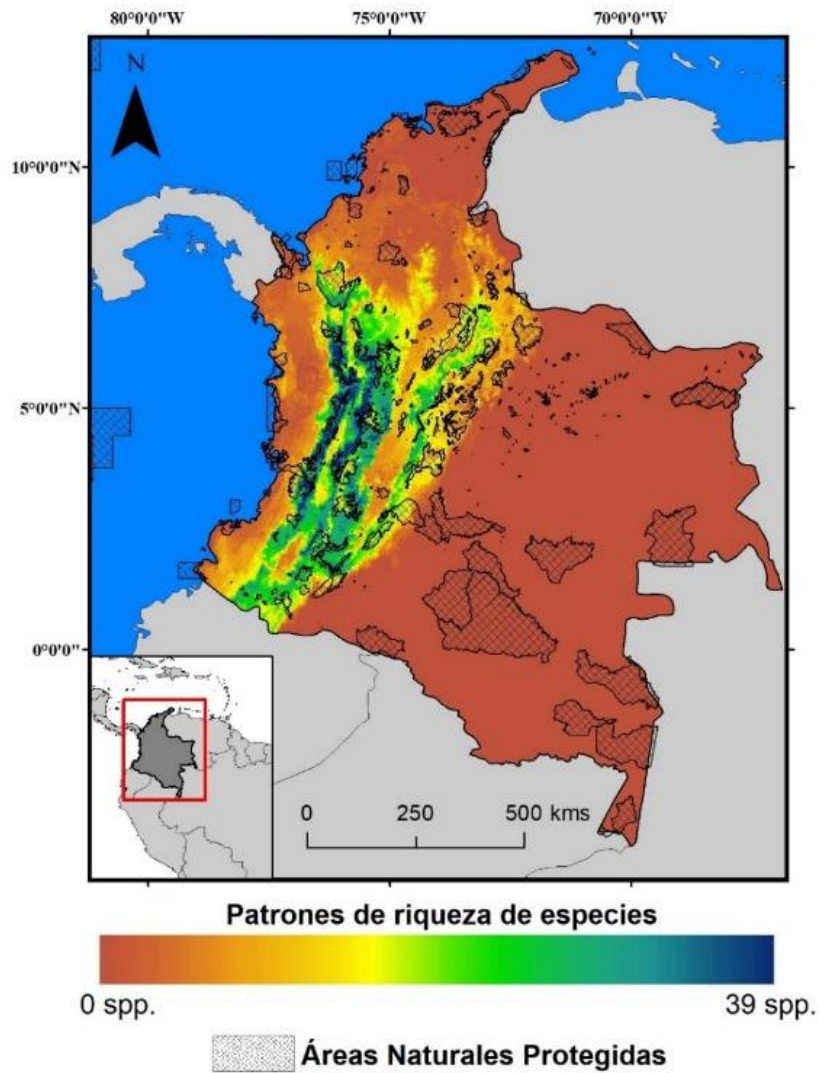 80°0'0"W 75°0'0"W 70°0'0"W
N
10°0'0"N
5°0'0"N
0°0'0"N
0 250 500 kms
Patrones de riqueza de especies
0 spp. 39 spp.
Áreas Naturales Protegidas